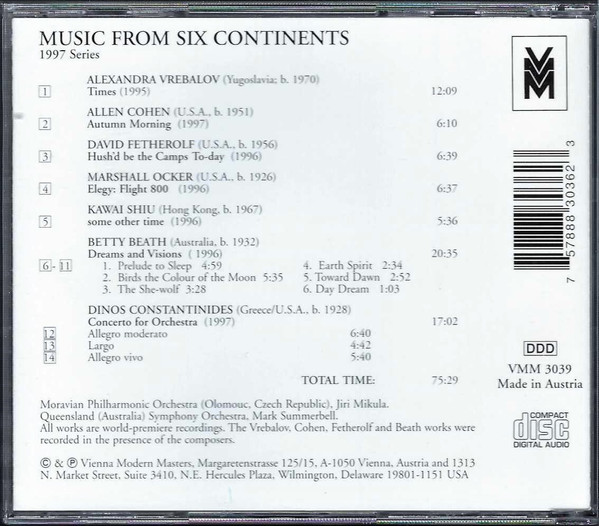 MUSIC FROM SIX CONTINENTS
1997 Series
ALEXANDRA VREBALOV (Yugoslavia; b. 1970)
1 Times (1995) 12:09
ALLEN COHEN (U.S.A., b. 1951)
2 Autumn Morning (1997) 6:10
DAVID FETHEROLF (U.S.A., b. 1956)
3 Hush'd be the Camps To-day (1996) 6:39
MARSHALL OCKER (U.S.A., b. 1926)
4 Elegy: Flight 800 (1996) 6:37
KAWAI SHIU (Hong Kong, b. 1967)
5 some other time (1996) 5:36
BETTY BEATH (Australia, b. 1932)
Dreams and Visions ( 1996) 20:35
6 - 11 1. Prelude to Sleep 4:59 4. Earth Spirit 2:34
2. Birds the Colour of the Moon 5:35 5. Toward Dawn 2:52
3. The She-wolf 3:28 6. Day Dream 1:03
DINOS CONSTANTINIDES (Greece/U.S.A., b. 1928)
Concerto for Orchestra (1997) 17:02
12 Allegro moderato 6:40
13 Largo 4:42
14 Allegro vivo 5:40
TOTAL TIME: 75:29
Moravian Philharmonic Orchestra (Olomouc, Czech Republic), Jiri Mikula.
Queensland (Australia) Symphony Orchestra, Mark Summerbell.
All works are world-premiere recordings. The Vrebalov, Cohen, Fetherolf and Beath works were
recorded in the presence of the composers.
© & ℗ Vienna Modern Masters, Margaretenstrasse 125/15, A-1050 Vienna, Austria and 1313
N. Market Street, Suite 3410, N.E. Hercules Plaza, Wilmington, Delaware 19801-1151 USA
VMM
7 57888 30362 3
DDD
VMM 3039
Made in Austria
COMPACT
disc
DIGITAL AUDIO